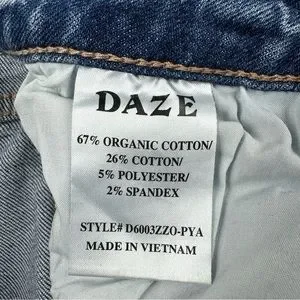 DAZE
67% ORGANIC COTTON/
26% COTTON/
5% POLYESTER/
2% SPANDEX
STYLE# D6003ZZO-PYA
MADE IN VIETNAM